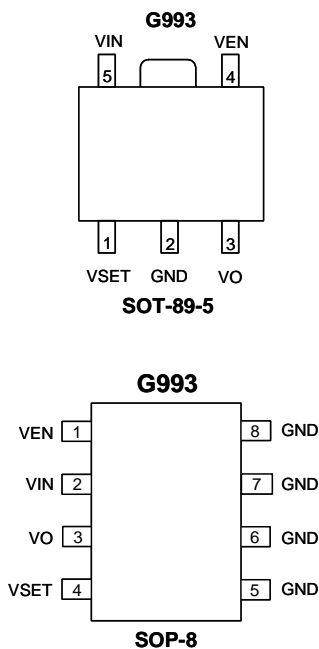 G993
VIN VEN
5 4
1 2 3
VSET GND VO
SOT-89-5
G993
VEN 1 8 GND
VIN 2 7 GND
VO 3 6 GND
VSET 4 5 GND
SOP-8